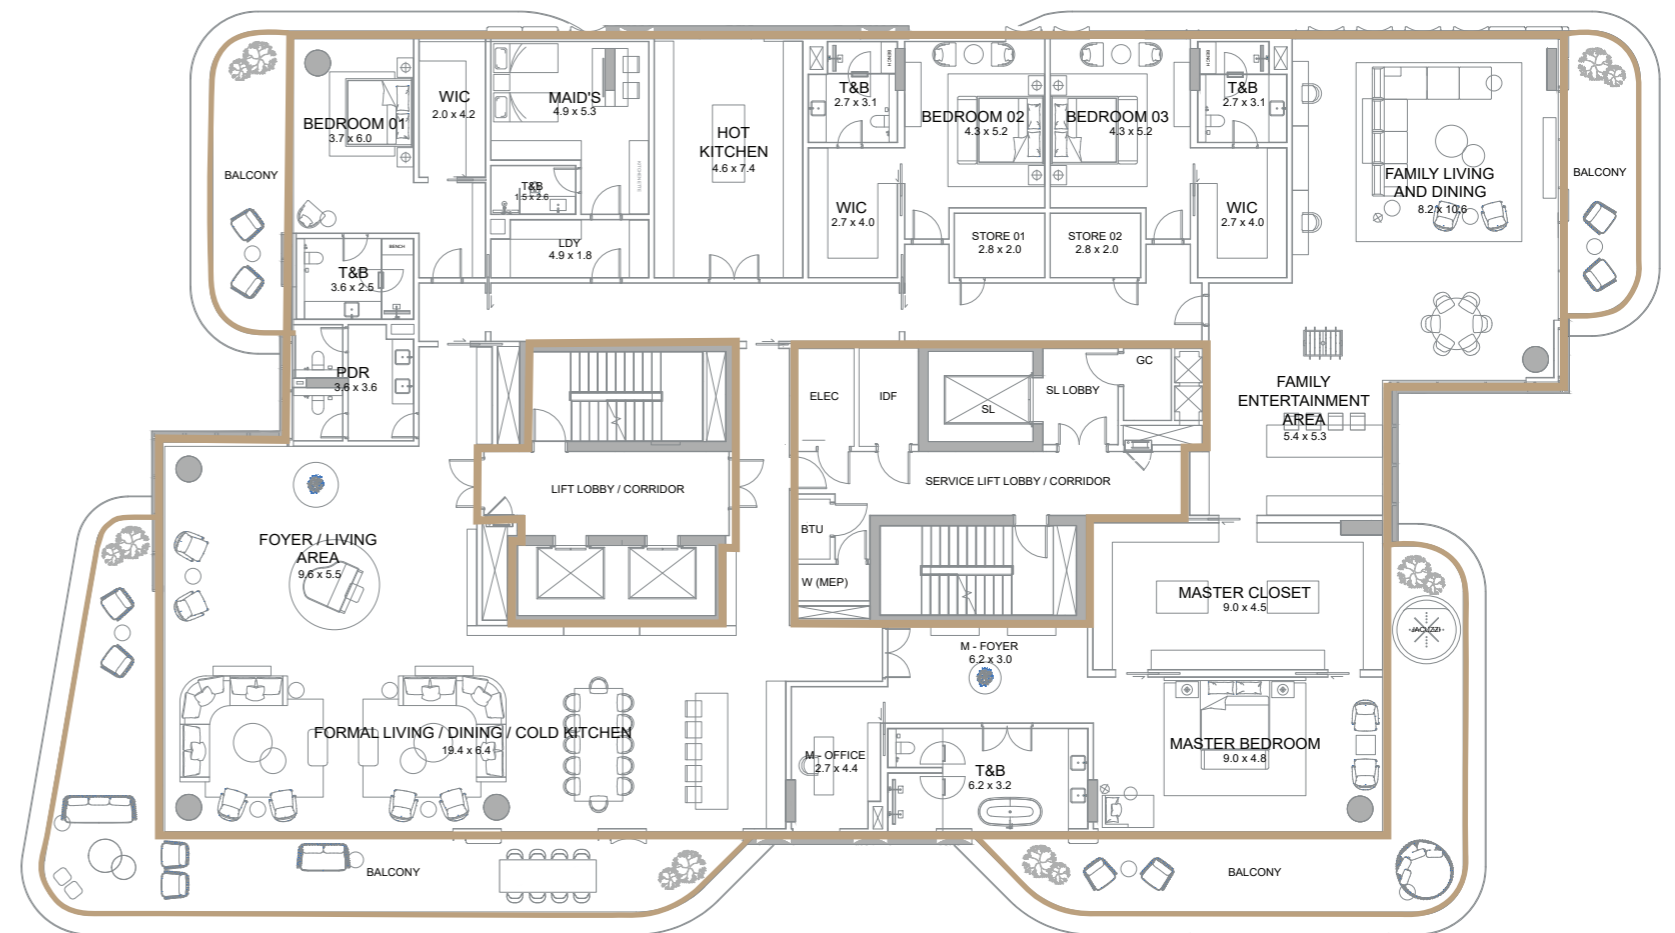 BALCONY
BEDROOM 01
3.7 x 6.0
WIC
2.0 x 4.2
MAID'S
4.9 x 5.3
T&B
1.5 x 2.6
KITCHENETTE
LDY
4.9 x 1.8
HOT
KITCHEN
4.6 x 7.4
BENCH
T&B
2.7 x 3.1
WIC
2.7 x 4.0
BEDROOM 02
4.3 x 5.2
BEDROOM 03
4.3 x 5.2
STORE 01
2.8 x 2.0
STORE 02
2.8 x 2.0
BENCH
T&B
2.7 x 3.1
WIC
2.7 x 4.0
FAMILY LIVING
AND DINING
8.2 x 10.6
BALCONY
BENCH
T&B
3.6 x 2.5
PDR
3.6 x 3.6
ELEC
IDF
SL
SL LOBBY
GC
FAMILY
ENTERTAINMENT
AREA
5.4 x 5.3
LIFT LOBBY / CORRIDOR
SERVICE LIFT LOBBY / CORRIDOR
BTU
W (MEP)
FOYER / LIVING
AREA
9.6 x 5.5
MASTER CLOSET
9.0 x 4.5
JACUZZI
M - FOYER
6.2 x 3.0
FORMAL LIVING / DINING / COLD KITCHEN
19.4 x 6.4
M - OFFICE
2.7 x 4.4
T&B
6.2 x 3.2
MASTER BEDROOM
9.0 x 4.8
BALCONY
BALCONY